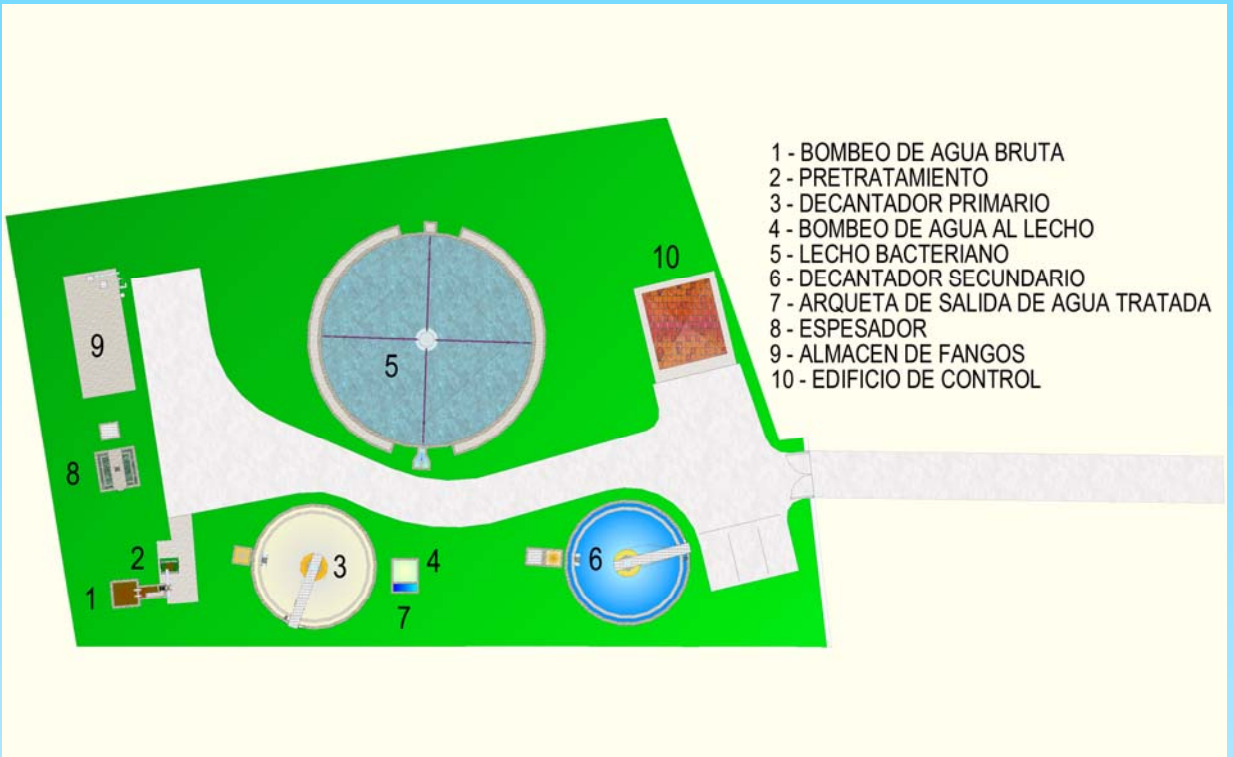 1 - BOMBEO DE AGUA BRUTA
2 - PRETRATAMIENTO
3 - DECANTADOR PRIMARIO
4 - BOMBEO DE AGUA AL LECHO
5 - LECHO BACTERIANO
6 - DECANTADOR SECUNDARIO
7 - ARQUETA DE SALIDA DE AGUA TRATADA
8 - ESPESADOR
9 - ALMACEN DE FANGOS
10 - EDIFICIO DE CONTROL
10
9
5
8
2
3
4
6
1
7